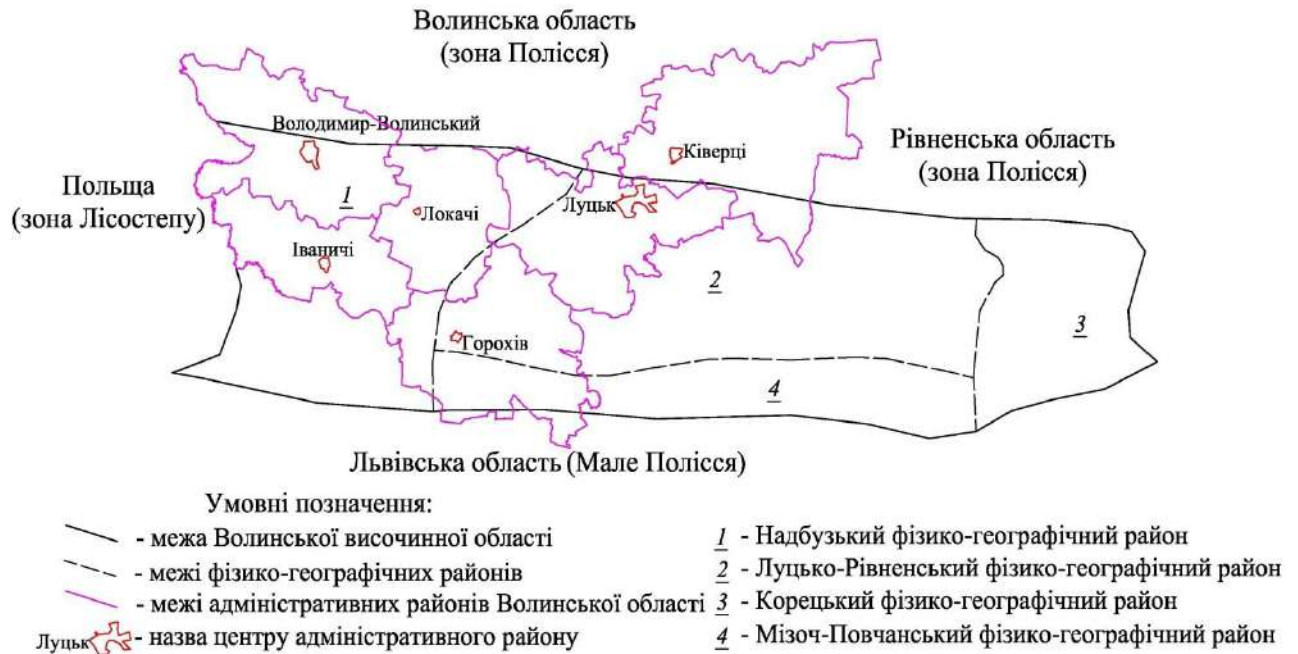 Волинська область
(зона Полісся)
Володимир-Волинський
Ківерці
Рівненська область
(зона Полісся)
Польща
(зона Лісостепу)
1
Локачі
Луцьк
Іваничі
2
3
Горохів
4
Львівська область (Мале Полісся)
Умовні позначення:
- межа Волинської височинної області
- межі фізико-географічних районів
- межі адміністративних районів Волинської області
Луцьк - назва центру адміністративного району
1 - Надбузький фізико-географічний район
2 - Луцько-Рівненський фізико-географічний район
3 - Корецький фізико-географічний район
4 - Мізоч-Повчанський фізико-географічний район